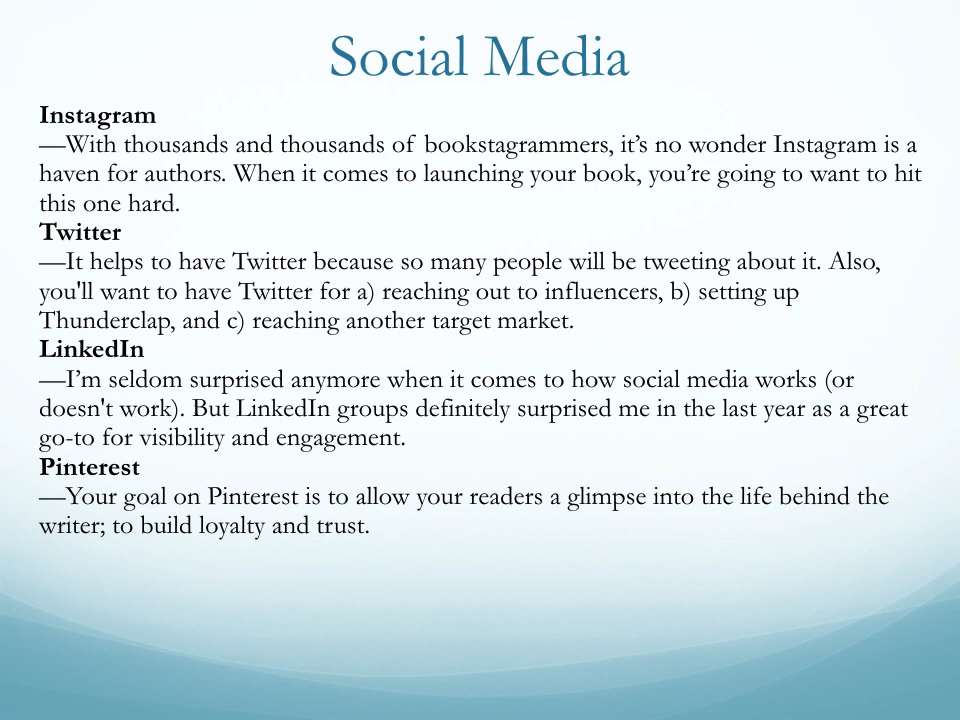 Social Media
Instagram
—With thousands and thousands of bookstagrammers, it’s no wonder Instagram is a
haven for authors. When it comes to launching your book, you’re going to want to hit
this one hard.
Twitter
—It helps to have Twitter because so many people will be tweeting about it. Also,
you'll want to have Twitter for a) reaching out to influencers, b) setting up
Thunderclap, and c) reaching another target market.
LinkedIn
—I’m seldom surprised anymore when it comes to how social media works (or
doesn't work). But LinkedIn groups definitely surprised me in the last year as a great
go-to for visibility and engagement.
Pinterest
—Your goal on Pinterest is to allow your readers a glimpse into the life behind the
writer; to build loyalty and trust.